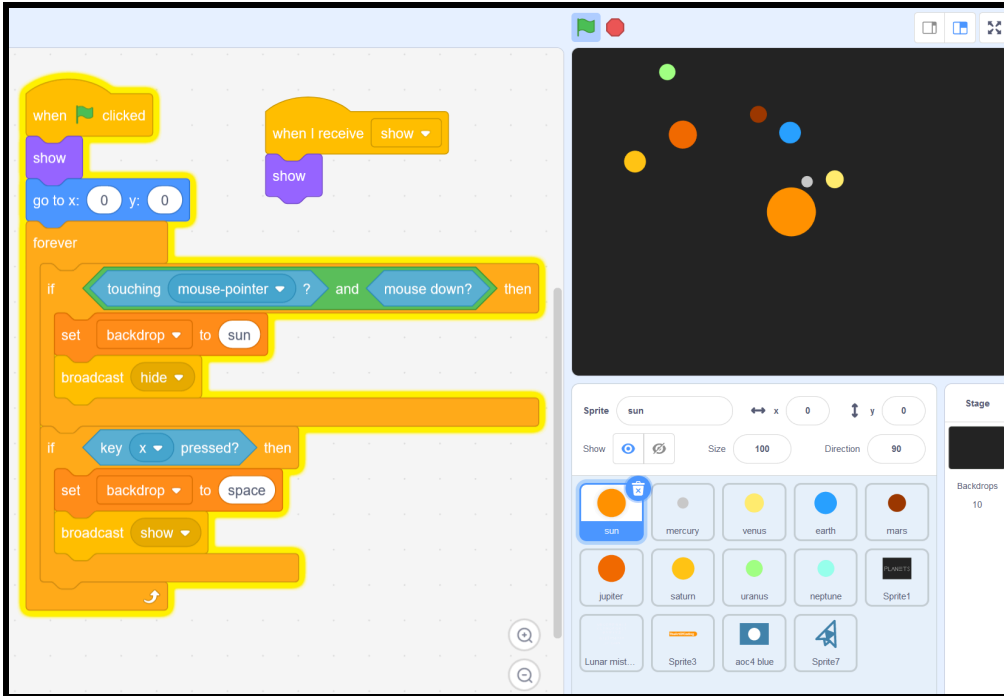 when clicked
show
go to x: 0 y: 0
forever
if touching mouse-pointer ? and mouse down? then
set backdrop to sun
broadcast hide
if key x pressed? then
set backdrop to space
broadcast show
when I receive show
show
Sprite sun x 0 y 0
Show Size 100 Direction 90
sun mercury venus earth mars
PLANETS
jupiter saturn uranus neptune Sprite1
Lunar mist... Sprite3 aoc4 blue Sprite7
Stage
Backdrops
10